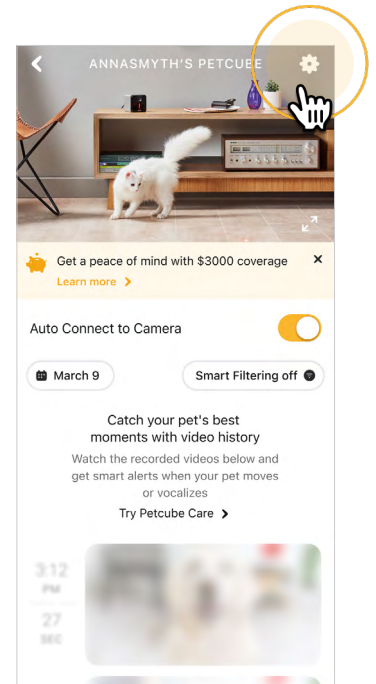 ANNASMYTH'S PETCUBE
Get a peace of mind with $3000 coverage
Learn more
Auto Connect to Camera
March 9
Smart Filtering off
Catch your pet's best
moments with video history
Watch the recorded videos below and
get smart alerts when your pet moves
or vocalizes
Try Petcube Care
3:12
PM
27
SEC